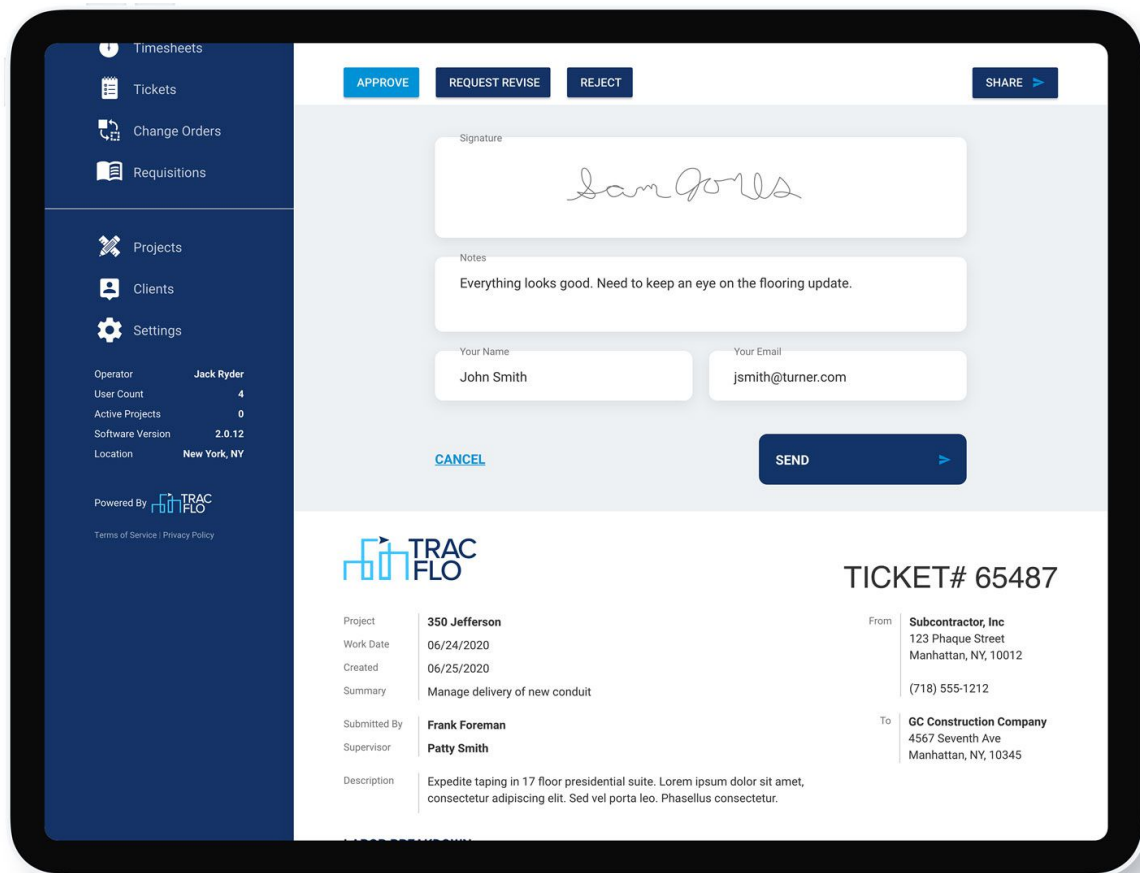 Timesheets
Tickets
Change Orders
Requisitions
Projects
Clients
Settings
Operator Jack Ryder
User Count 4
Active Projects 0
Software Version 2.0.12
Location New York, NY
Powered By TRAC FLO
Terms of Service | Privacy Policy
APPROVE REQUEST REVISE REJECT SHARE
Signature
Sam Jones
Notes
Everything looks good. Need to keep an eye on the flooring update.
Your Name
John Smith
Your Email
jsmith@turner.com
CANCEL
SEND
TRAC
FLO
TICKET# 65487
Project 350 Jefferson
Work Date 06/24/2020
Created 06/25/2020
Summary Manage delivery of new conduit
Submitted By Frank Foreman
Supervisor Patty Smith
Description Expedite taping in 17 floor presidential suite. Lorem ipsum dolor sit amet,
consectetur adipiscing elit. Sed vel porta leo. Phasellus consectetur.
From Subcontractor, Inc
123 Phaque Street
Manhattan, NY, 10012
(718) 555-1212
To GC Construction Company
4567 Seventh Ave
Manhattan, NY, 10345